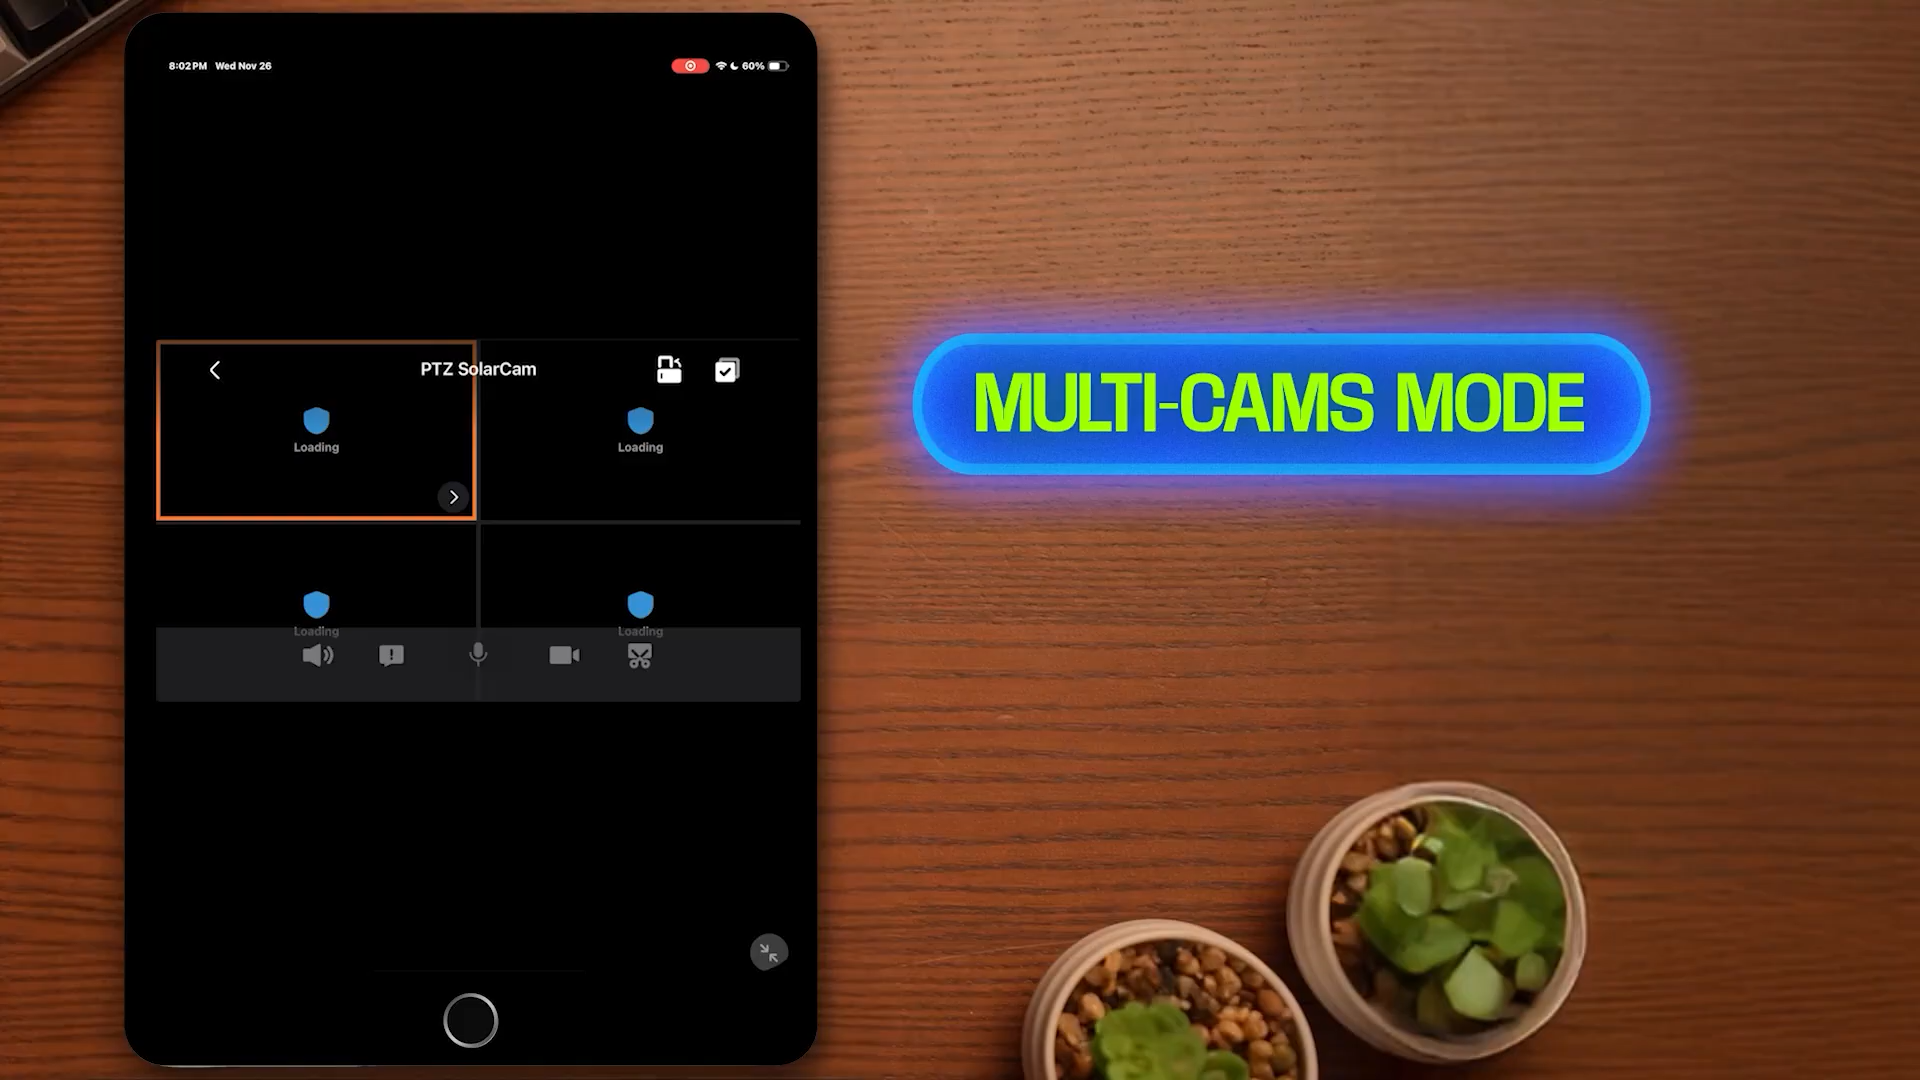 8:02 PM Wed Nov 26
60%
PTZ SolarCam
Loading
Loading
Loading
Loading
MULTI-CAMS MODE